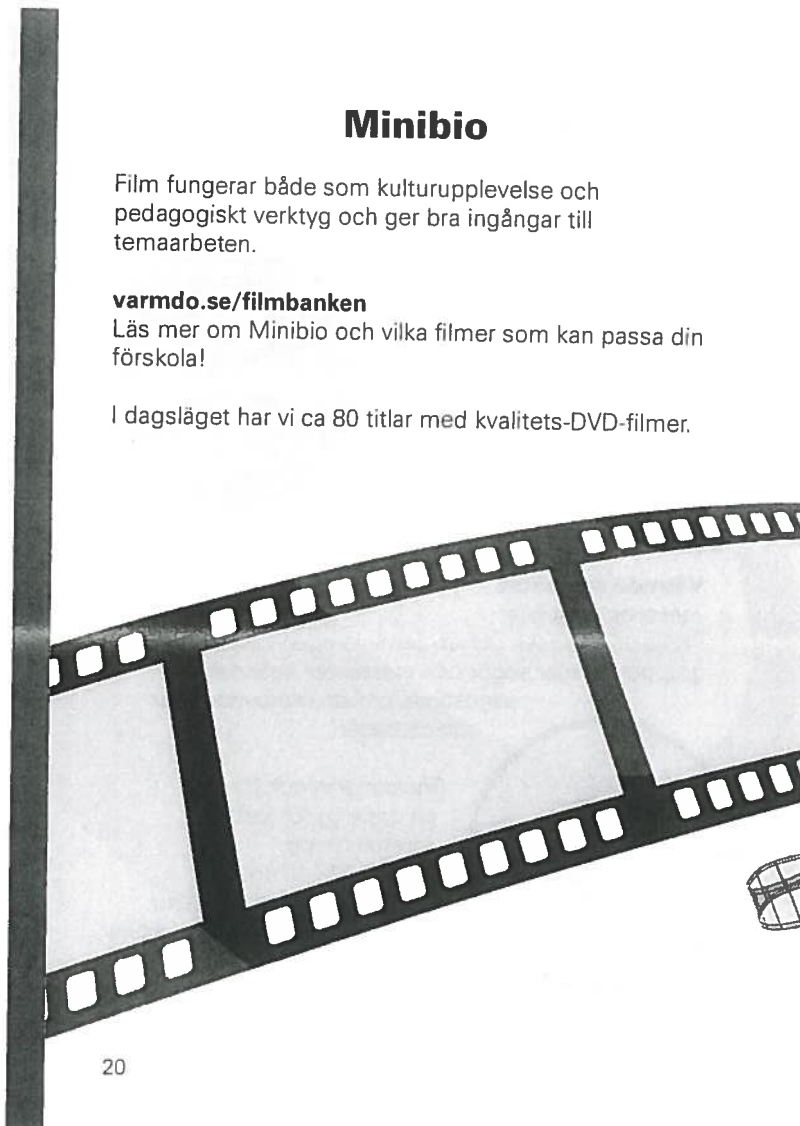 Minibio
Film fungerar både som kulturupplevelse och
pedagogiskt verktyg och ger bra ingångar till
temaarbeten.
varmdo.se/filmbanken
Läs mer om Minibio och vilka filmer som kan passa din
förskola!
I dagsläget har vi ca 80 titlar med kvalitets-DVD-filmer.
20